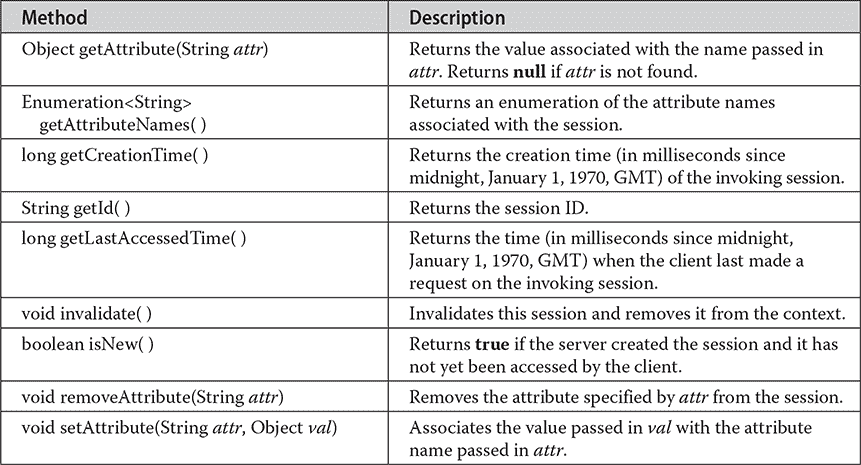 Method Description
Object getAttribute(String attr) Returns the value associated with the name passed in
attr. Returns null if attr is not found.
Enumeration<String> Returns an enumeration of the attribute names
getAttributeNames( ) associated with the session.
long getCreationTime( ) Returns the creation time (in milliseconds since
midnight, January 1, 1970, GMT) of the invoking session.
String getId( ) Returns the session ID.
long getLastAccessedTime( ) Returns the time (in milliseconds since midnight,
January 1, 1970, GMT) when the client last made a
request on the invoking session.
void invalidate( ) Invalidates this session and removes it from the context.
boolean isNew( ) Returns true if the server created the session and it has
not yet been accessed by the client.
void removeAttribute(String attr) Removes the attribute specified by attr from the session.
void setAttribute(String attr, Object val) Associates the value passed in val with the attribute
name passed in attr.